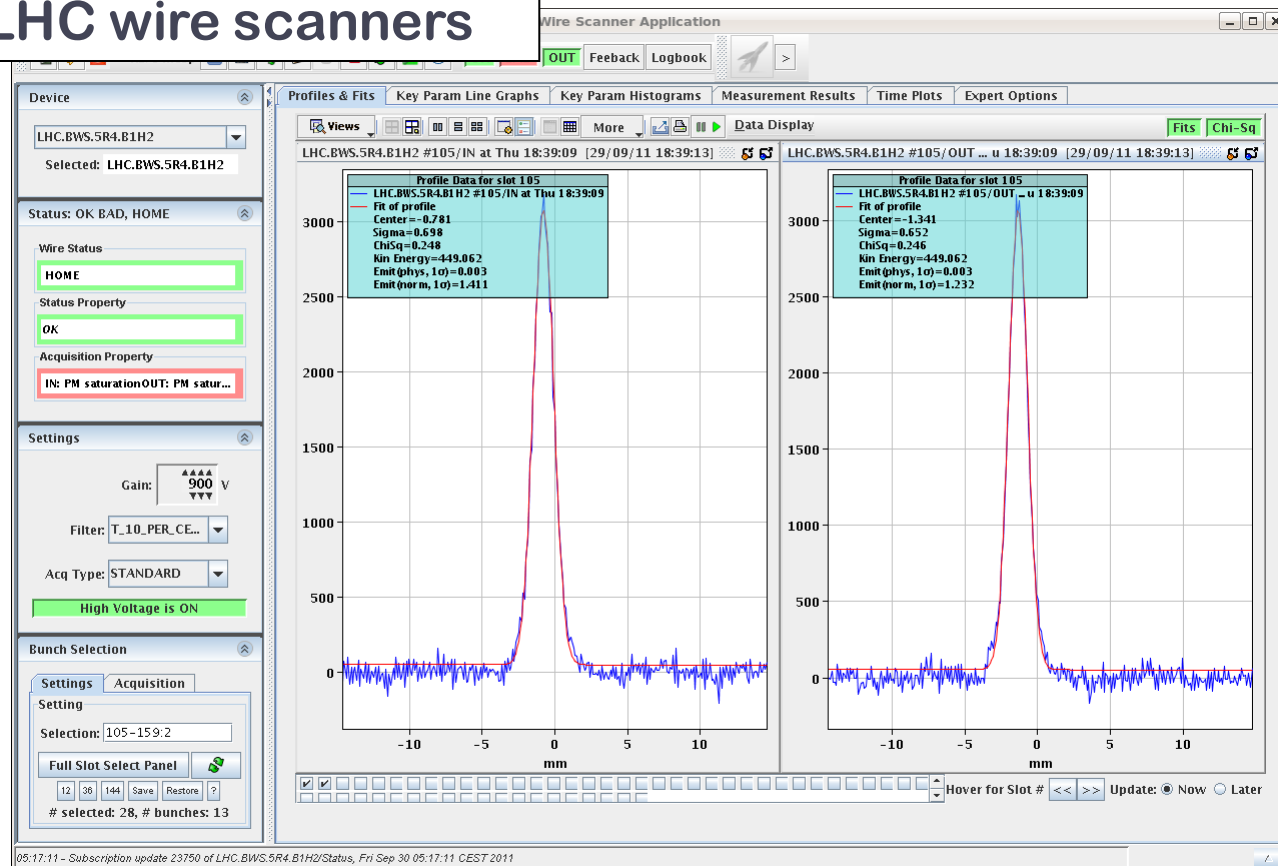 LHC wire scanners
Wire Scanner Application
OUT Feeback Logbook >
Device
LHC.BWS.5R4.B1H2
Selected: LHC.BWS.5R4.B1H2
Status: OK BAD, HOME
Wire Status
HOME
Status Property
OK
Acquisition Property
IN: PM saturationOUT: PM satur...
Settings
Gain: 900 V
Filter: T_10_PER_CE...
Acq Type: STANDARD
High Voltage is ON
Bunch Selection
Settings Acquisition
Setting
Selection: 105-159:2
Full Slot Select Panel
12 36 144 Save Restore ?
# selected: 28, # bunches: 13
Profiles & Fits Key Param Line Graphs Key Param Histograms Measurement Results Time Plots Expert Options
Views More Data Display Fits Chi-Sq
LHC.BWS.5R4.B1H2 #105/IN at Thu 18:39:09 [29/09/11 18:39:13]
Profile Data for slot 105
LHC.BWS.5R4.B1H2 #105/IN at Thu 18:39:09
Fit of profile
Center=-0.781
Sigma=0.698
ChiSq=0.248
Kin Energy=449.062
Emit(phys, 1σ)=0.003
Emit(norm, 1σ)=1.411
3000
2500
2000
1500
1000
500
0
-10 -5 0 5 10
mm
LHC.BWS.5R4.B1H2 #105/OUT ... u 18:39:09 [29/09/11 18:39:13]
Profile Data for slot 105
LHC.BWS.5R4.B1H2 #105/OUT ... u 18:39:09
Fit of profile
Center=-1.341
Sigma=0.652
ChiSq=0.246
Kin Energy=449.062
Emit(phys, 1σ)=0.003
Emit(norm, 1σ)=1.232
3000
2500
2000
1500
1000
500
0
-10 -5 0 5 10
mm
Hover for Slot # << >> Update: Now Later
05:17:11 - Subscription update 23750 of LHC.BWS.5R4.B1H2/Status, Fri Sep 30 05:17:11 CEST 2011